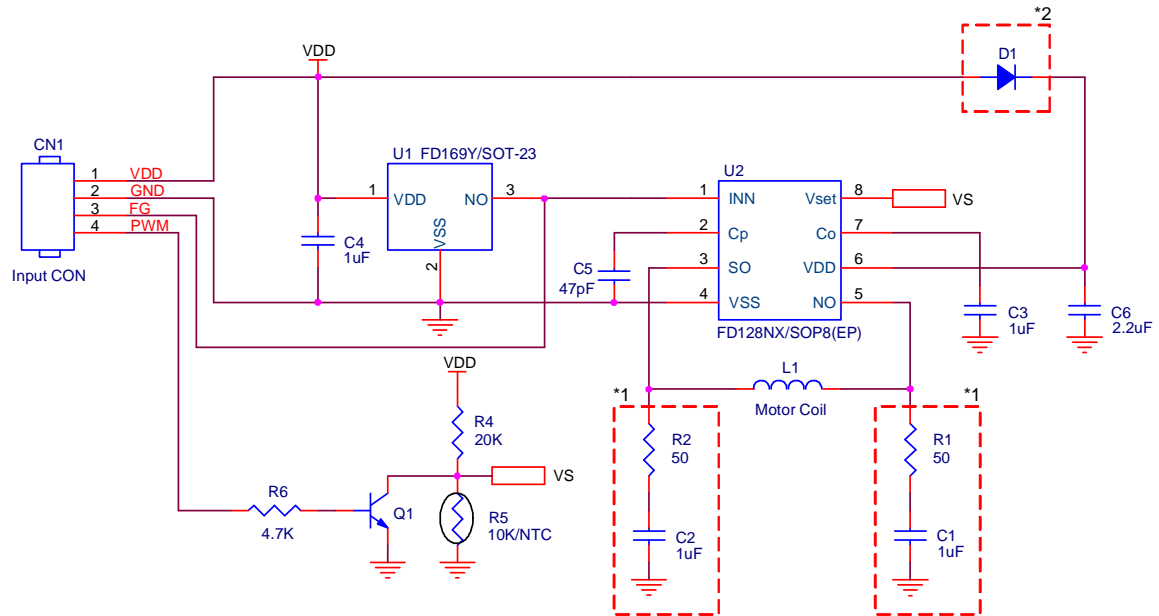 *2
VDD
D1
CN1
U1 FD169Y/SOT-23
U2
1 VDD
2 GND
3 FG
4 PWM
Input CON
1 VDD
NO 3
VSS
2
C4
1uF
1 INN
2 Cp
3 SO
4 VSS
Vset 8
Co 7
VDD 6
NO 5
VS
C5
47pF
FD128NX/SOP8(EP)
C3
1uF
C6
2.2uF
VDD
L1
Motor Coil
*1
*1
R4
20K
R2
50
R1
50
VS
R6
4.7K
Q1
R5
10K/NTC
C2
1uF
C1
1uF